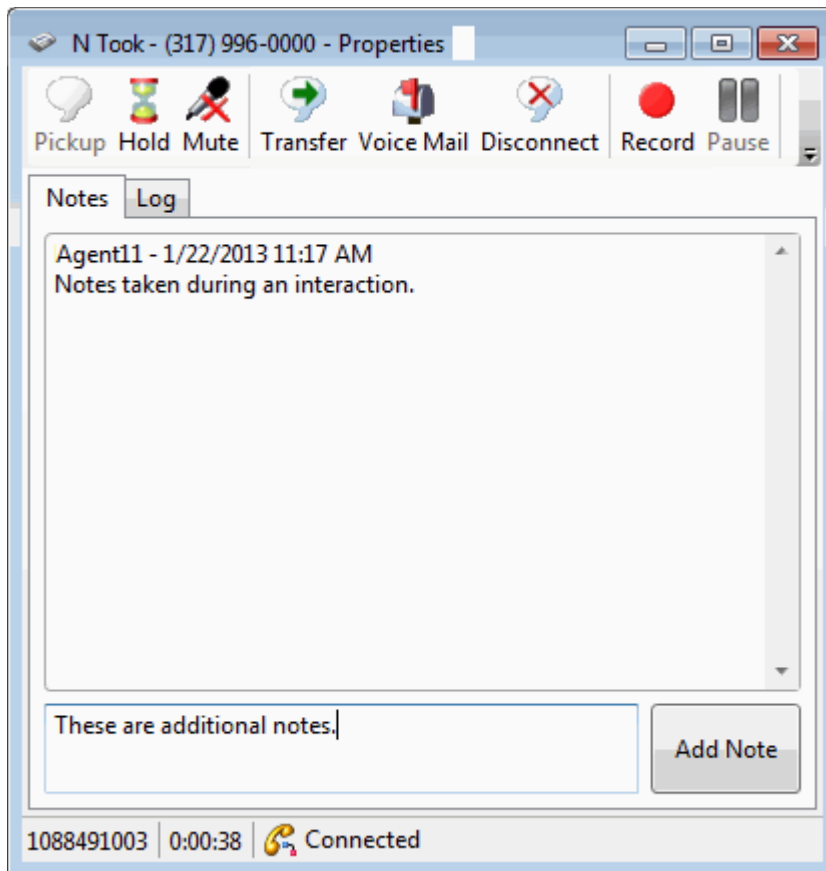 N Took - (317) 996-0000 - Properties
Pickup Hold Mute Transfer Voice Mail Disconnect Record Pause
Notes Log
Agent11 - 1/22/2013 11:17 AM
Notes taken during an interaction.
These are additional notes.
Add Note
1088491003 0:00:38 Connected